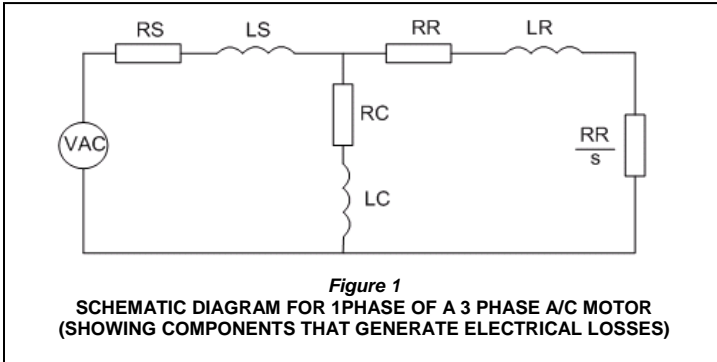 RS
LS
RR
LR
VAC
RC
LC
RR
s
Figure 1
SCHEMATIC DIAGRAM FOR 1PHASE OF A 3 PHASE A/C MOTOR
(SHOWING COMPONENTS THAT GENERATE ELECTRICAL LOSSES)